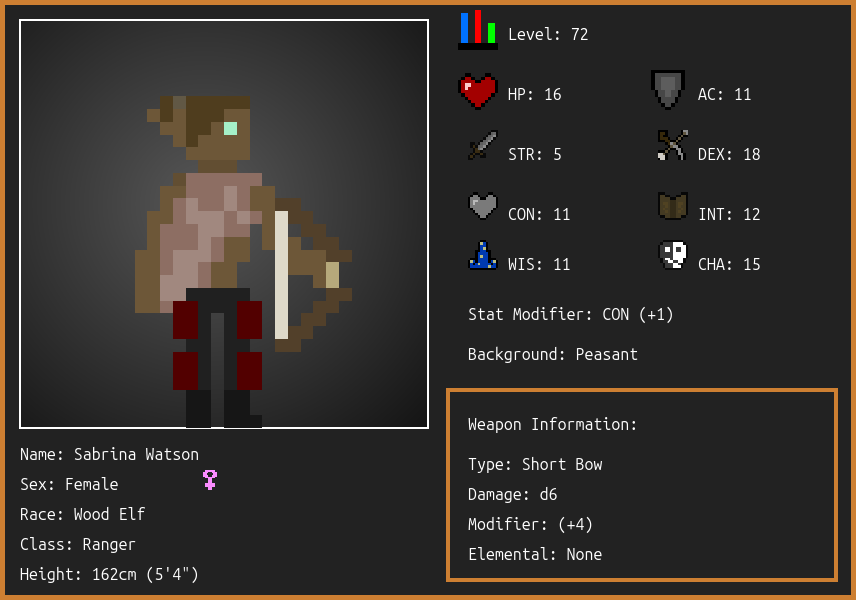 Level: 72
HP: 16
AC: 11
STR: 5
DEX: 18
CON: 11
INT: 12
WIS: 11
CHA: 15
Stat Modifier: CON (+1)
Background: Peasant
Weapon Information:
Type: Short Bow
Damage: d6
Modifier: (+4)
Elemental: None
Name: Sabrina Watson
Sex: Female
Race: Wood Elf
Class: Ranger
Height: 162cm (5'4")